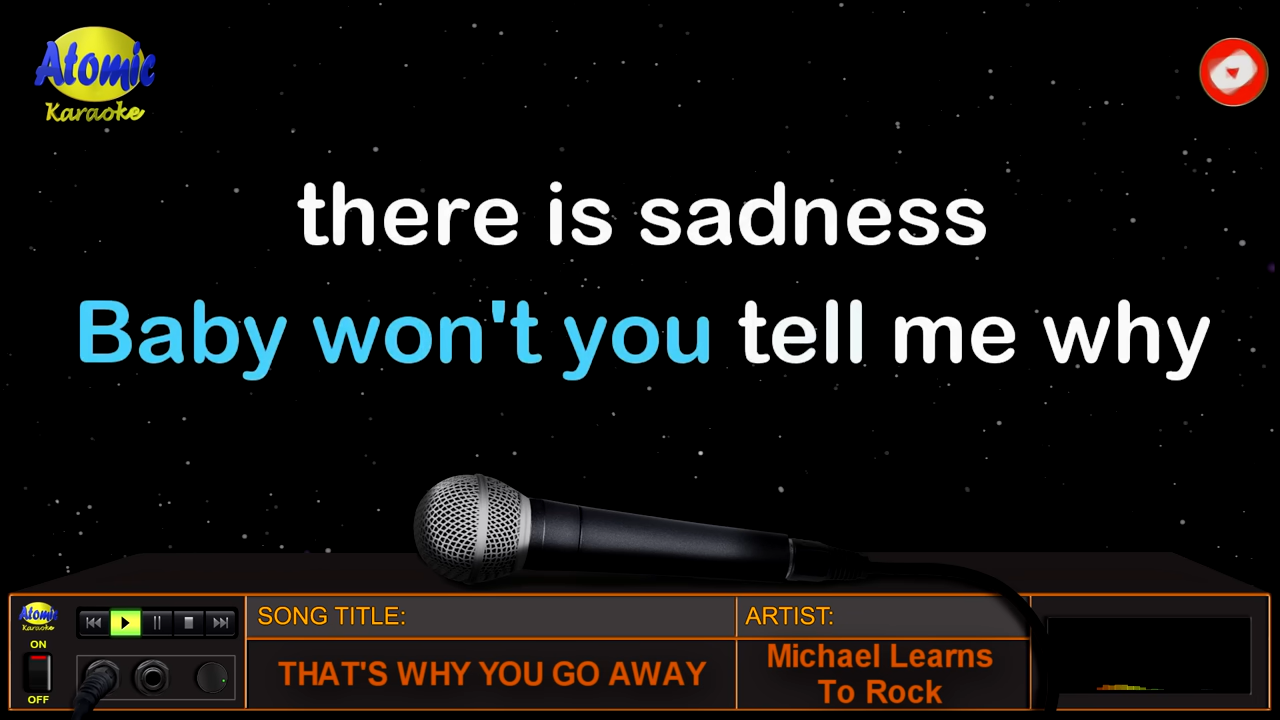 Atomic
Karaoke
there is sadness
Baby won't you tell me why
Atomic
Karaoke
ON
OFF
SONG TITLE:
THAT'S WHY YOU GO AWAY
ARTIST:
Michael Learns
To Rock